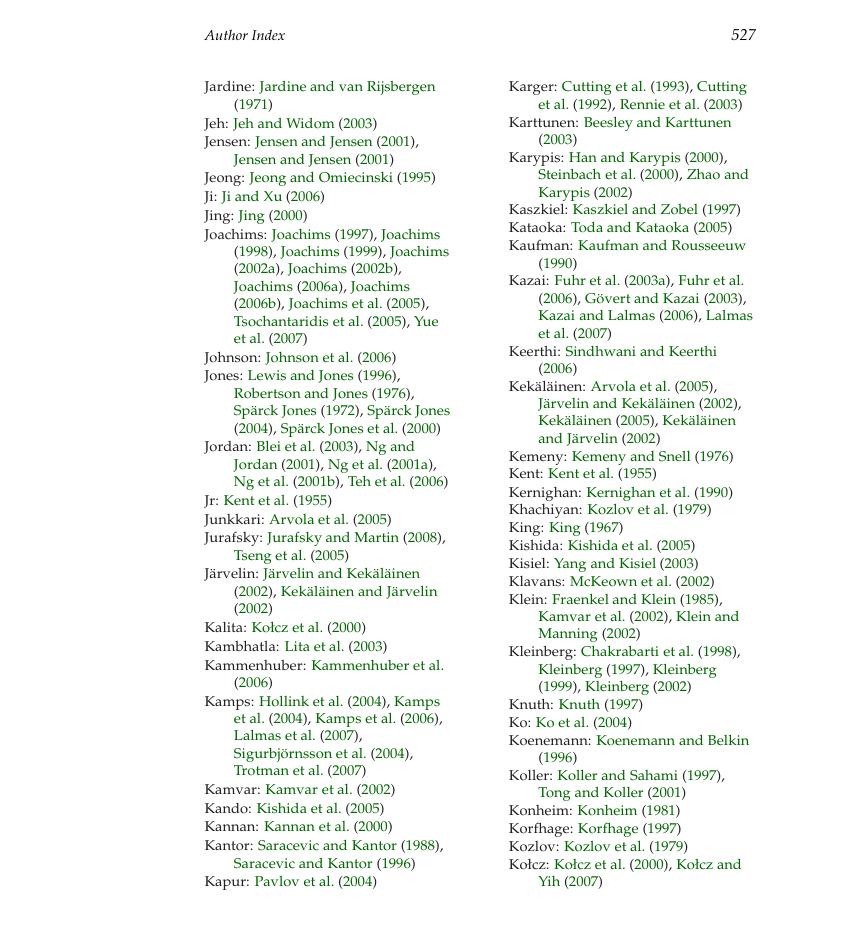 Author Index 527
Jardine: Jardine and van Rijsbergen
(1971)
Jeh: Jeh and Widom (2003)
Jensen: Jensen and Jensen (2001),
Jensen and Jensen (2001)
Jeong: Jeong and Omiecinski (1995)
Ji: Ji and Xu (2006)
Jing: Jing (2000)
Joachims: Joachims (1997), Joachims
(1998), Joachims (1999), Joachims
(2002a), Joachims (2002b),
Joachims (2006a), Joachims
(2006b), Joachims et al. (2005),
Tsochantaridis et al. (2005), Yue
et al. (2007)
Johnson: Johnson et al. (2006)
Jones: Lewis and Jones (1996),
Robertson and Jones (1976),
Spärck Jones (1972), Spärck Jones
(2004), Spärck Jones et al. (2000)
Jordan: Blei et al. (2003), Ng and
Jordan (2001), Ng et al. (2001a),
Ng et al. (2001b), Teh et al. (2006)
Jr: Kent et al. (1955)
Junkkari: Arvola et al. (2005)
Jurafsky: Jurafsky and Martin (2008),
Tseng et al. (2005)
Järvelin: Järvelin and Kekäläinen
(2002), Kekäläinen and Järvelin
(2002)
Kalita: Kołcz et al. (2000)
Kambhatla: Lita et al. (2003)
Kammenhuber: Kammenhuber et al.
(2006)
Kamps: Hollink et al. (2004), Kamps
et al. (2004), Kamps et al. (2006),
Lalmas et al. (2007),
Sigurbjörnsson et al. (2004),
Trotman et al. (2007)
Kamvar: Kamvar et al. (2002)
Kando: Kishida et al. (2005)
Kannan: Kannan et al. (2000)
Kantor: Saracevic and Kantor (1988),
Saracevic and Kantor (1996)
Kapur: Pavlov et al. (2004)
Karger: Cutting et al. (1993), Cutting
et al. (1992), Rennie et al. (2003)
Karttunen: Beesley and Karttunen
(2003)
Karypis: Han and Karypis (2000),
Steinbach et al. (2000), Zhao and
Karypis (2002)
Kaszkiel: Kaszkiel and Zobel (1997)
Kataoka: Toda and Kataoka (2005)
Kaufman: Kaufman and Rousseeuw
(1990)
Kazai: Fuhr et al. (2003a), Fuhr et al.
(2006), Gövert and Kazai (2003),
Kazai and Lalmas (2006), Lalmas
et al. (2007)
Keerthi: Sindhwani and Keerthi
(2006)
Kekäläinen: Arvola et al. (2005),
Järvelin and Kekäläinen (2002),
Kekäläinen (2005), Kekäläinen
and Järvelin (2002)
Kemeny: Kemeny and Snell (1976)
Kent: Kent et al. (1955)
Kernighan: Kernighan et al. (1990)
Khachiyan: Kozlov et al. (1979)
King: King (1967)
Kishida: Kishida et al. (2005)
Kisiel: Yang and Kisiel (2003)
Klavans: McKeown et al. (2002)
Klein: Fraenkel and Klein (1985),
Kamvar et al. (2002), Klein and
Manning (2002)
Kleinberg: Chakrabarti et al. (1998),
Kleinberg (1997), Kleinberg
(1999), Kleinberg (2002)
Knuth: Knuth (1997)
Ko: Ko et al. (2004)
Koenemann: Koenemann and Belkin
(1996)
Koller: Koller and Sahami (1997),
Tong and Koller (2001)
Konheim: Konheim (1981)
Korfhage: Korfhage (1997)
Kozlov: Kozlov et al. (1979)
Kołcz: Kołcz et al. (2000), Kołcz and
Yih (2007)